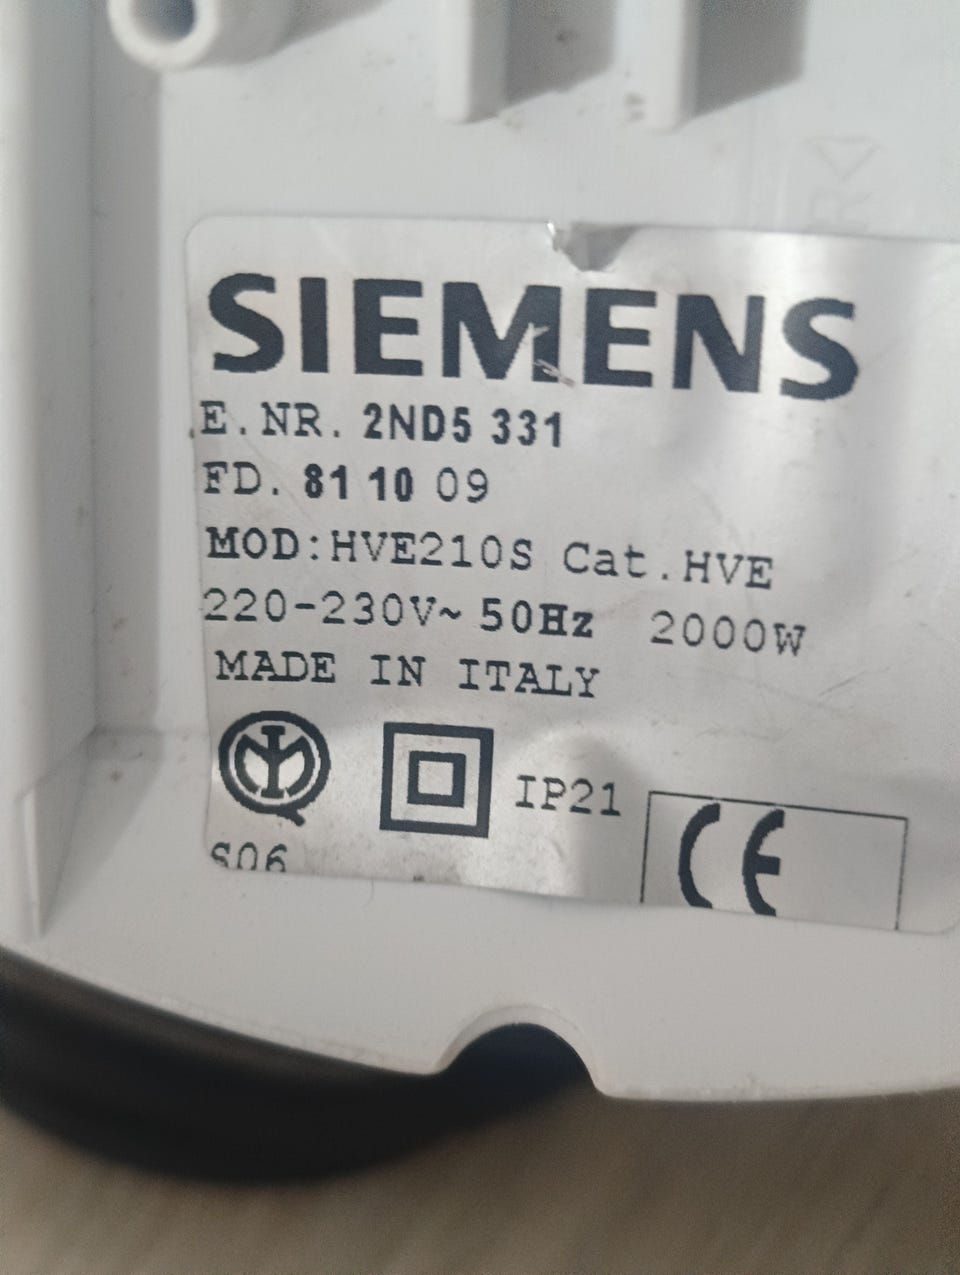 SIEMENS
E.NR. 2ND5 331
FD. 81 10 09
MOD:HVE210S Cat.HVE
220-230V~ 50Hz 2000W
MADE IN ITALY
IP21
S06
CE